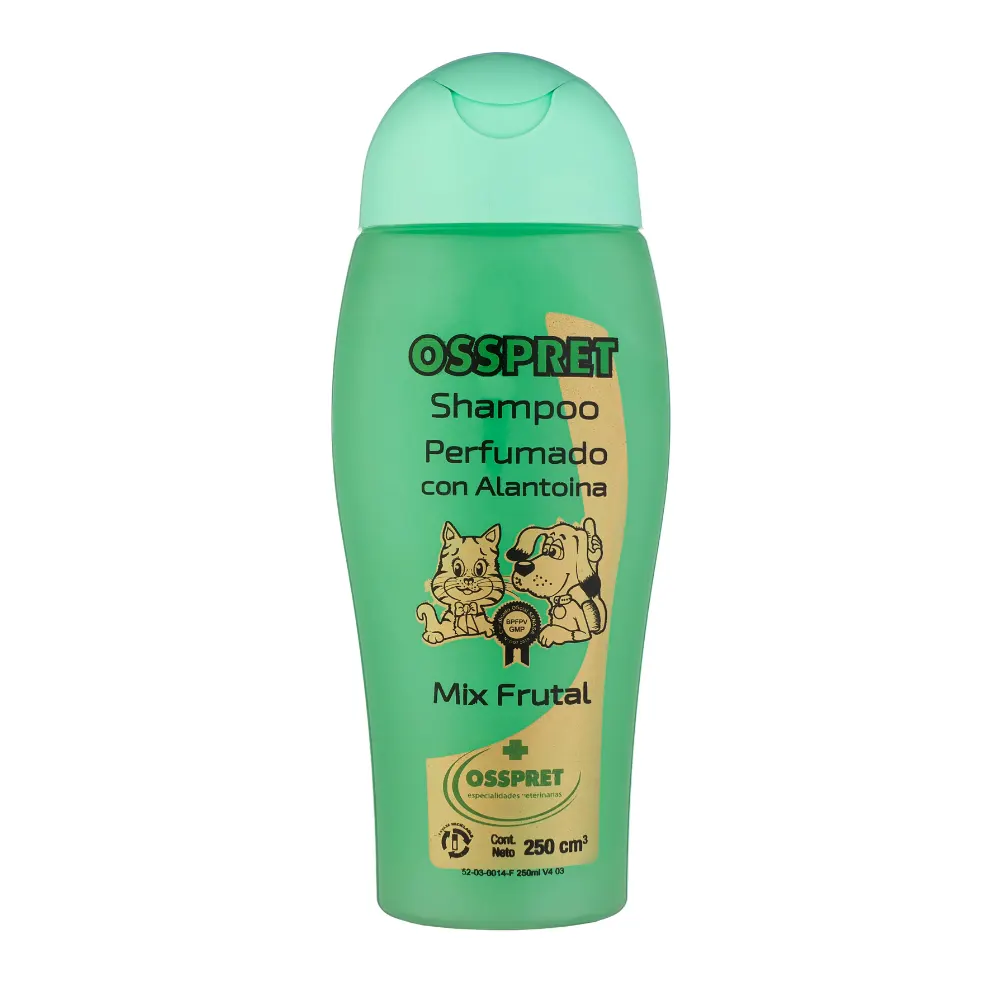 OSSPRET
Shampoo
Perfumado
con Alantoina
BPFPV
GMP
Mix Frutal
OSSPRET
especialidades veterinarias
Cont.
Neto
250 cm³
52-03-0014-F 250ml V4 03